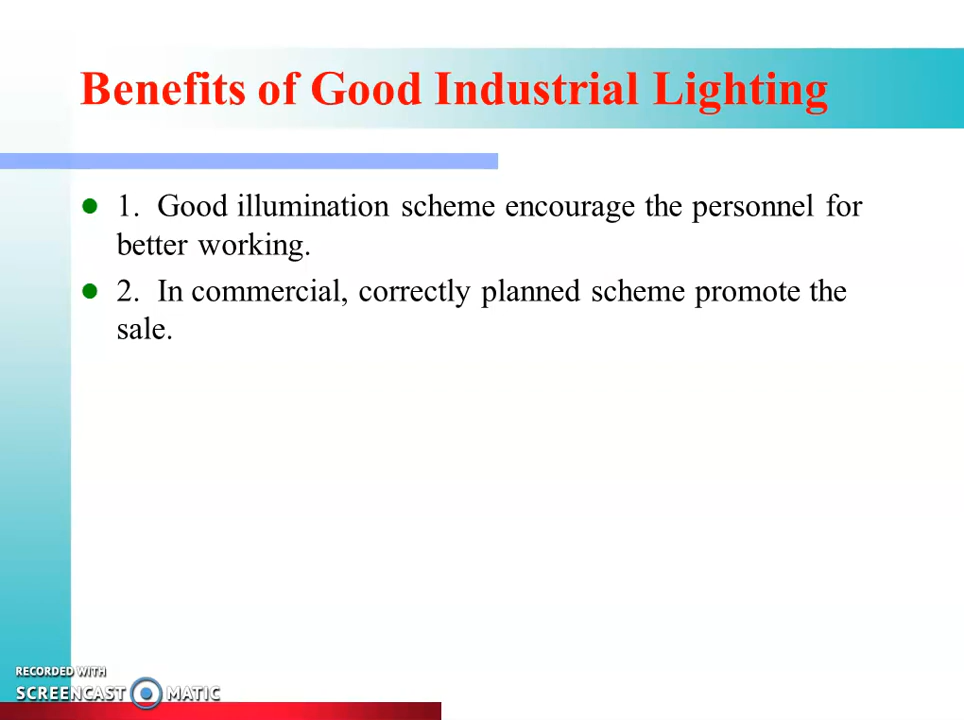 Benefits of Good Industrial Lighting
1. Good illumination scheme encourage the personnel for
better working.
2. In commercial, correctly planned scheme promote the
sale.
RECORDED WITH
SCREENCAST MATIC